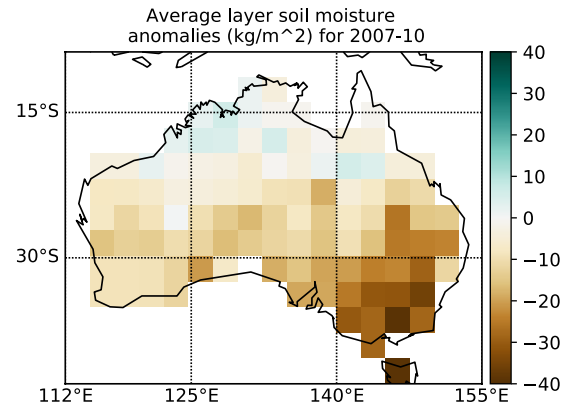 Average layer soil moisture
anomalies (kg/m^2) for 2007-10
40
30
20
10
0
−10
−20
−30
−40
15°S
30°S
112°E
125°E
140°E
155°E